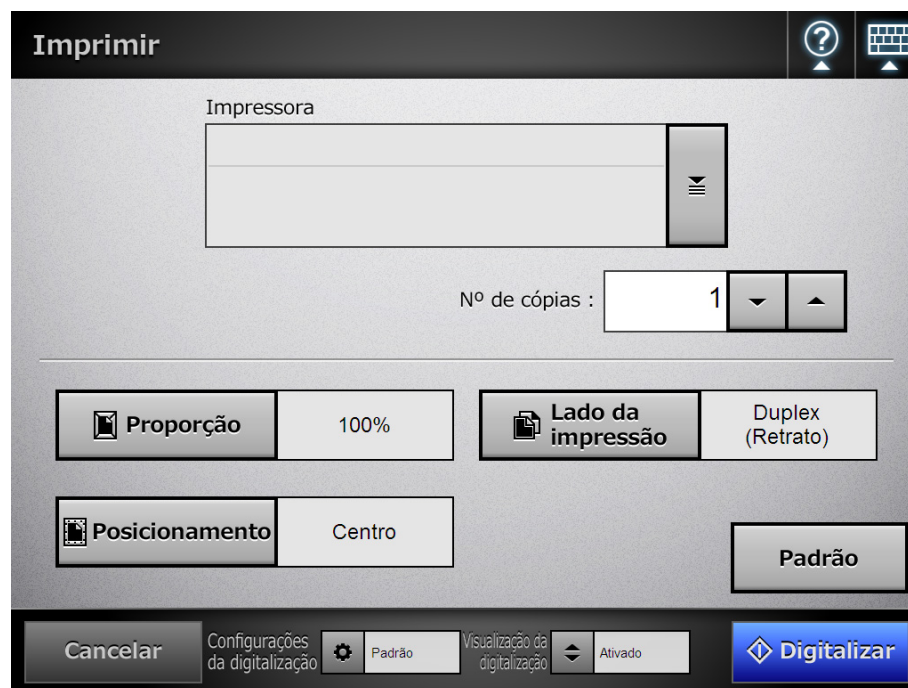 Imprimir
?
Impressora
Nº de cópias :
1
Proporção
100%
Lado da
impressão
Duplex
(Retrato)
Posicionamento
Centro
Padrão
Cancelar
Configurações
da digitalização
Padrão
Visualização da
digitalização
Ativado
Digitalizar